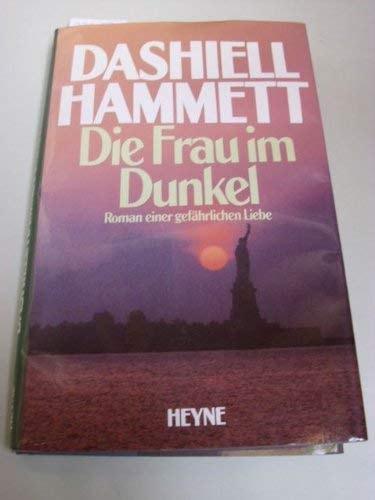 DASHIELL
HAMMETT
Die Frau im
Dunkel
Roman einer gefährlichen Liebe
HEYNE